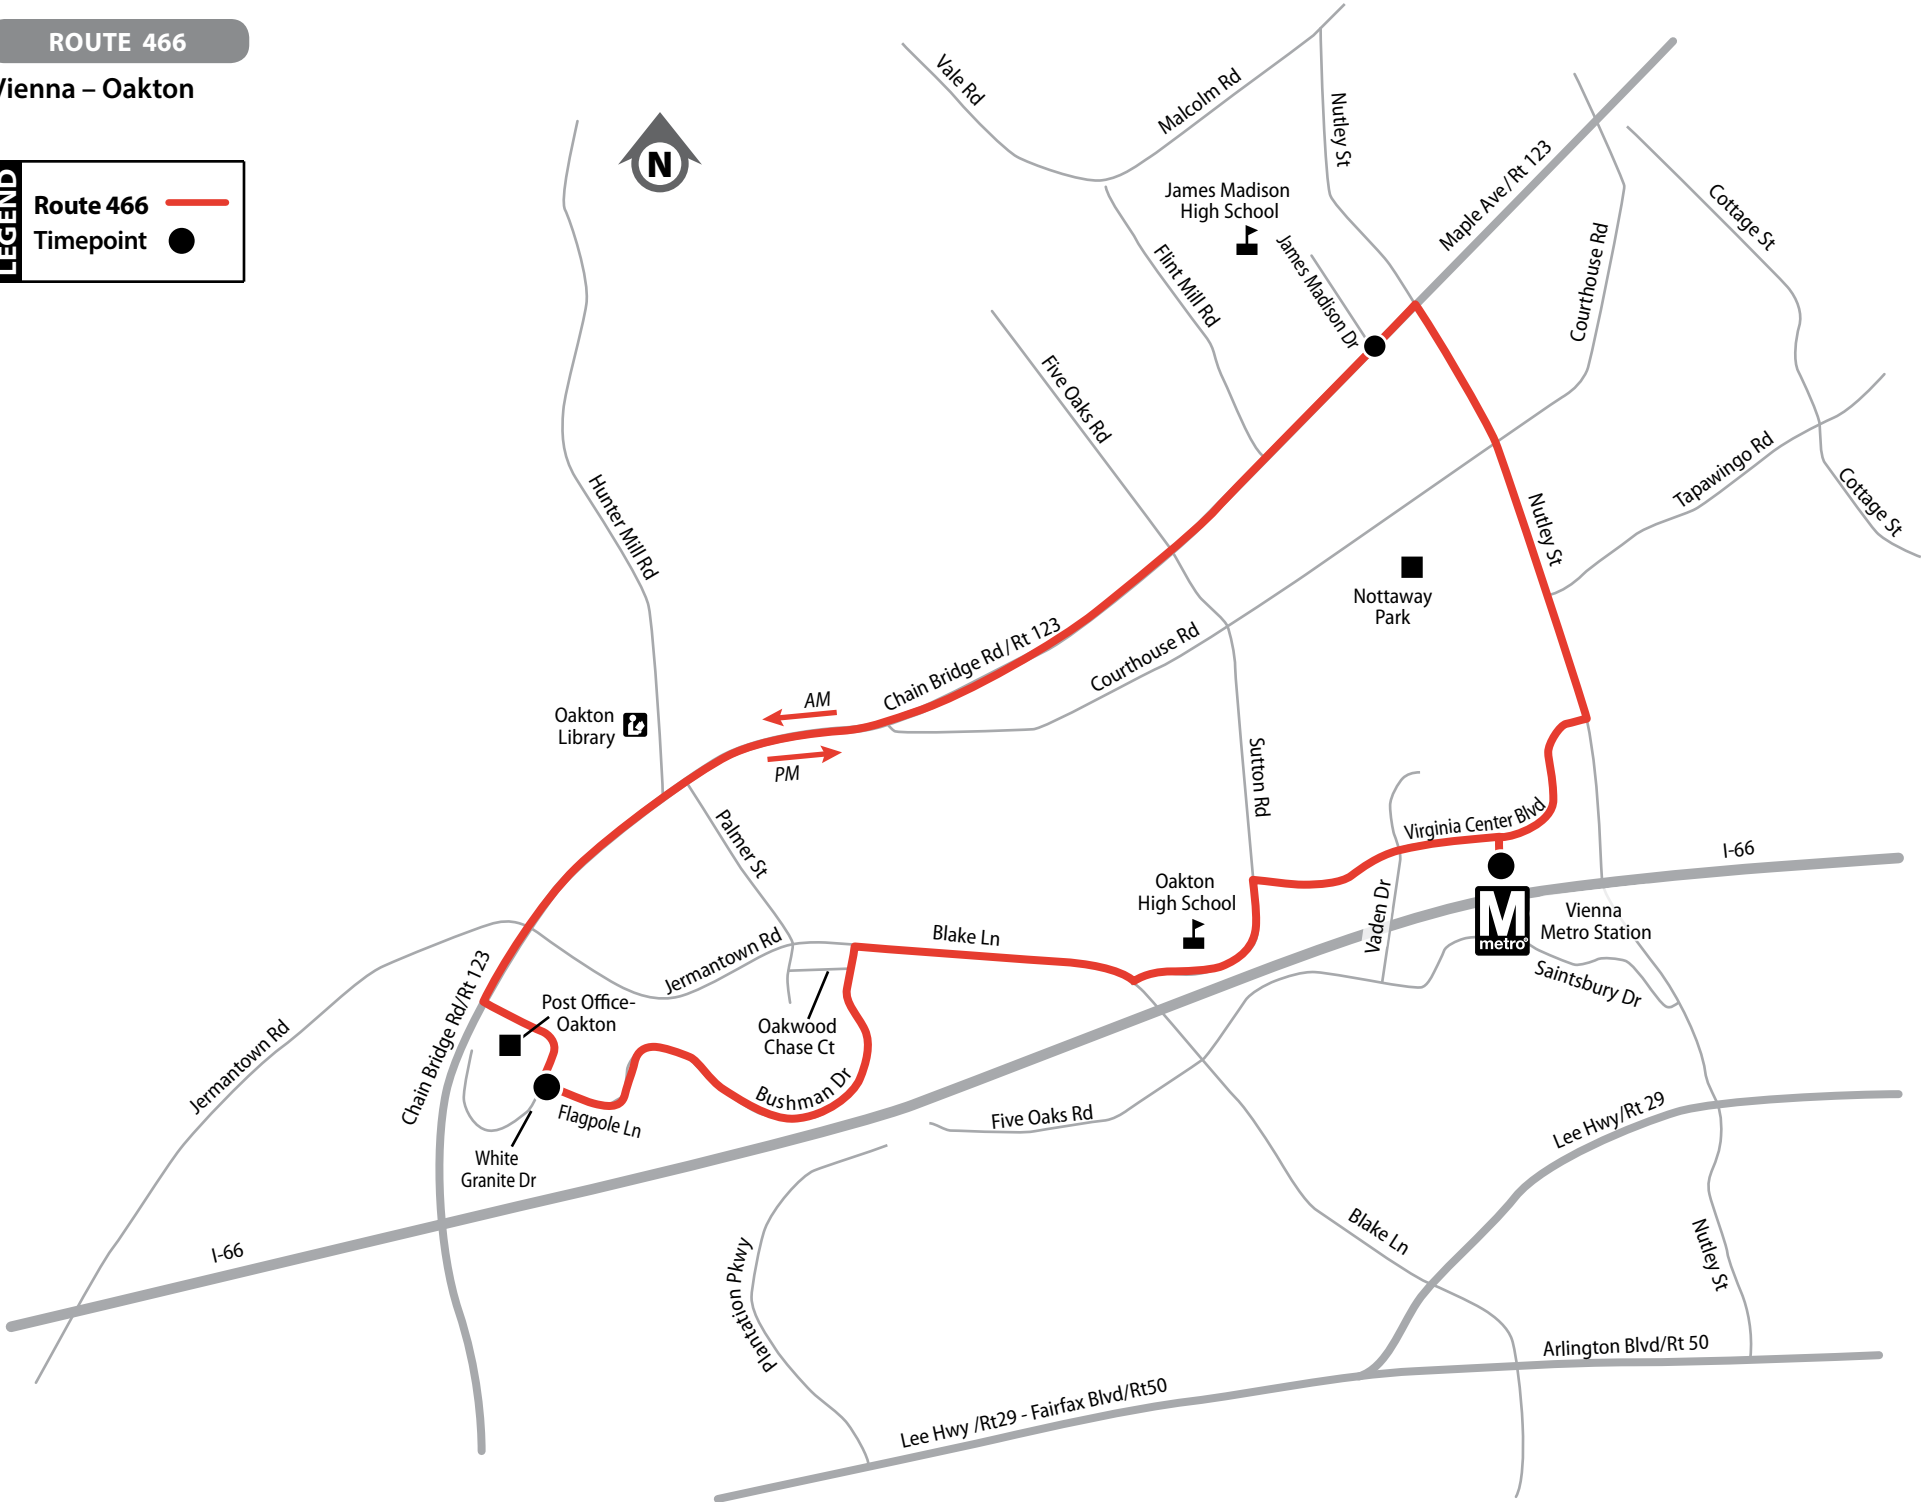 ROUTE 466
Vienna – Oakton
LEGEND
Route 466
Timepoint
N
Vale Rd
Malcolm Rd
Nutley St
Maple Ave/Rt 123
Cottage St
James Madison
High School
James Madison Dr
Flint Mill Rd
Courthouse Rd
Five Oaks Rd
Tapawingo Rd
Cottage St
Hunter Mill Rd
Nutley St
Nottaway
Park
Chain Bridge Rd/Rt 123
Courthouse Rd
AM
PM
Oakton
Library
Sutton Rd
Palmer St
Virginia Center Blvd
I-66
Oakton
High School
Vaden Dr
M
metro
Vienna
Metro Station
Saintsbury Dr
Blake Ln
Jermantown Rd
Chain Bridge Rd/Rt 123
Post Office-
Oakton
Oakwood
Chase Ct
Jermantown Rd
Bushman Dr
Flagpole Ln
White
Granite Dr
Five Oaks Rd
Lee Hwy/Rt 29
I-66
Blake Ln
Nutley St
Plantation Pkwy
Arlington Blvd/Rt 50
Lee Hwy /Rt29 - Fairfax Blvd/Rt50